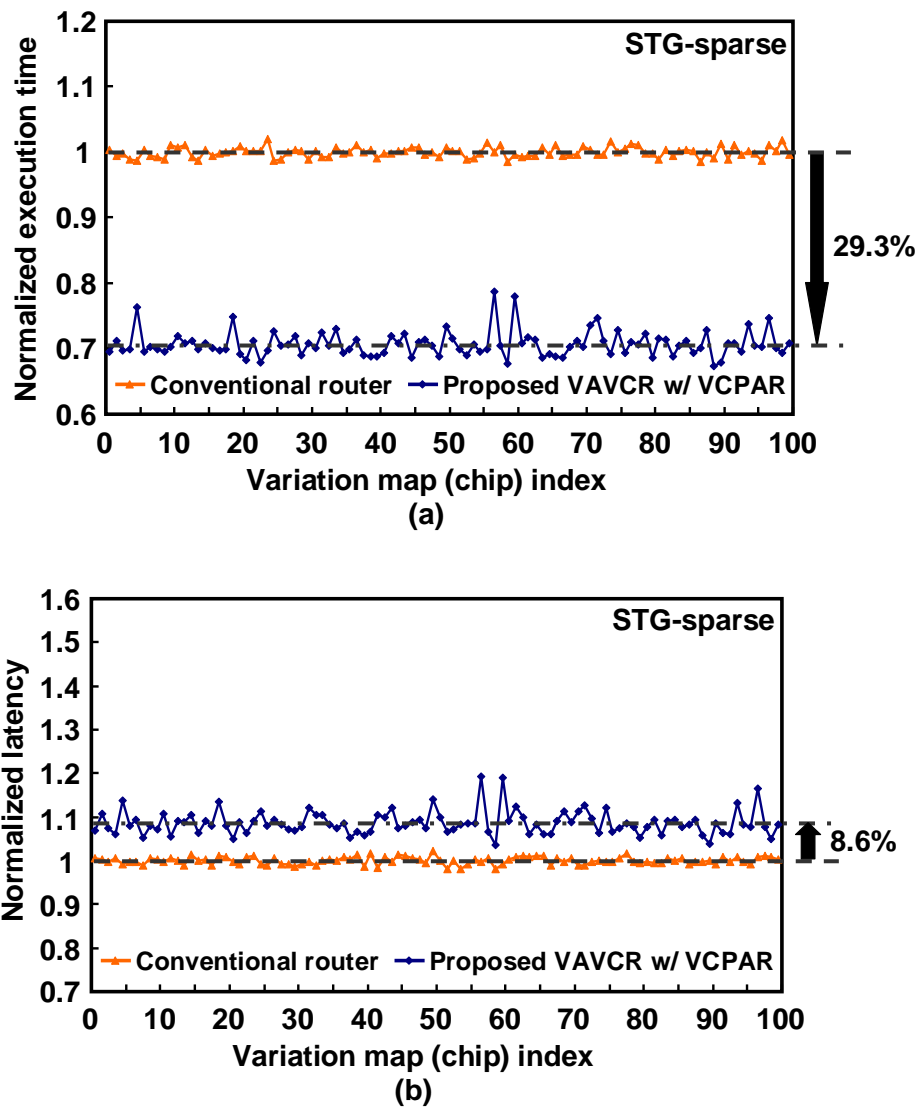 1.2
STG-sparse
1.1
1
0.9
29.3%
0.8
0.7
Conventional router Proposed VAVCR w/ VCPAR
0.6
0 10 20 30 40 50 60 70 80 90 100
Normalized execution time
Variation map (chip) index
(a)
1.6
STG-sparse
1.5
1.4
1.3
1.2
1.1
8.6%
1
0.9
0.8
Conventional router Proposed VAVCR w/ VCPAR
0.7
0 10 20 30 40 50 60 70 80 90 100
Normalized latency
Variation map (chip) index
(b)